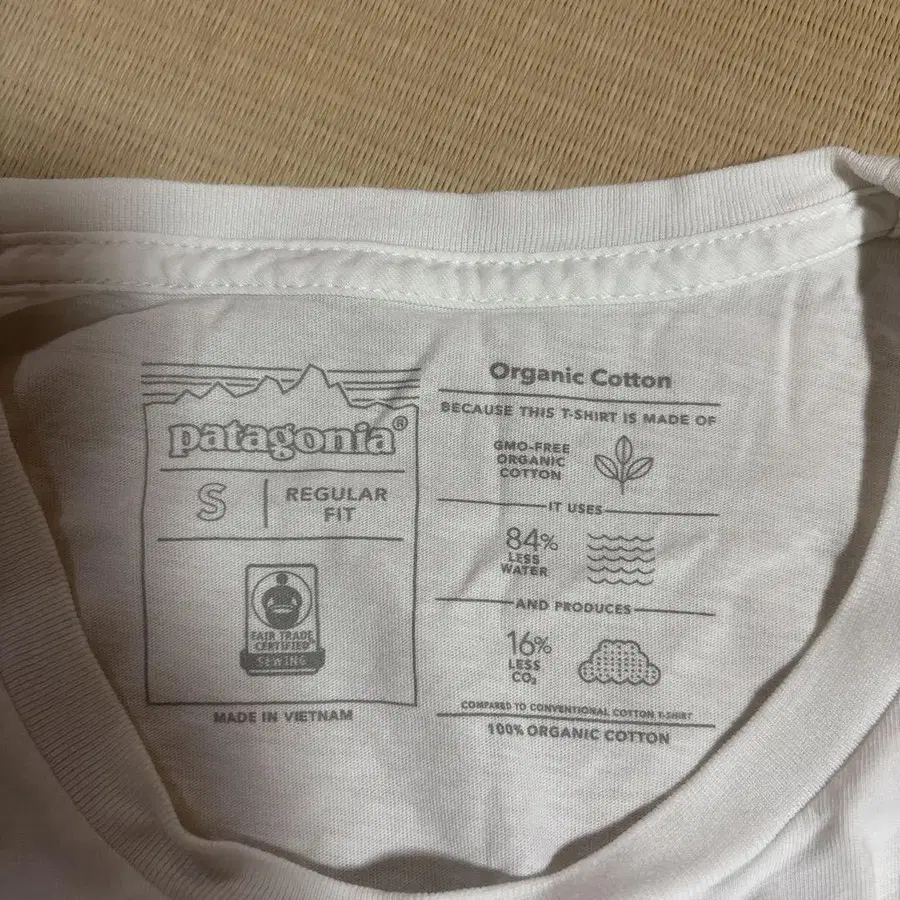 patagonia®
S
REGULAR
FIT
FAIR TRADE
CERTIFIED
SEWING
MADE IN VIETNAM
Organic Cotton
BECAUSE THIS T-SHIRT IS MADE OF
GMO-FREE
ORGANIC
COTTON
IT USES
84%
LESS
WATER
AND PRODUCES
16%
LESS
CO₂
COMPARED TO CONVENTIONAL COTTON T-SHIRT
100% ORGANIC COTTON